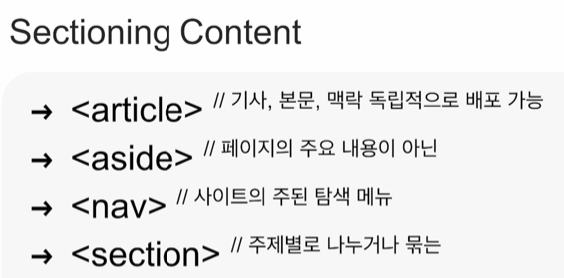 Sectioning Content
→ <article> // 기사, 본문, 맥락 독립적으로 배포 가능
→ <aside> // 페이지의 주요 내용이 아닌
→ <nav> // 사이트의 주된 탐색 메뉴
→ <section> // 주제별로 나누거나 묶는